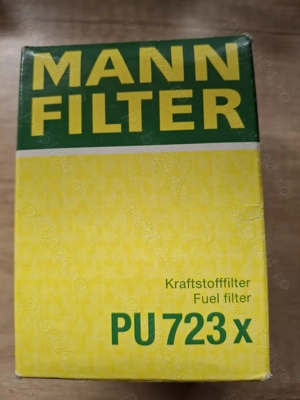 MANN
FILTER
Kraftstofffilter
Fuel filter
PU 723 x